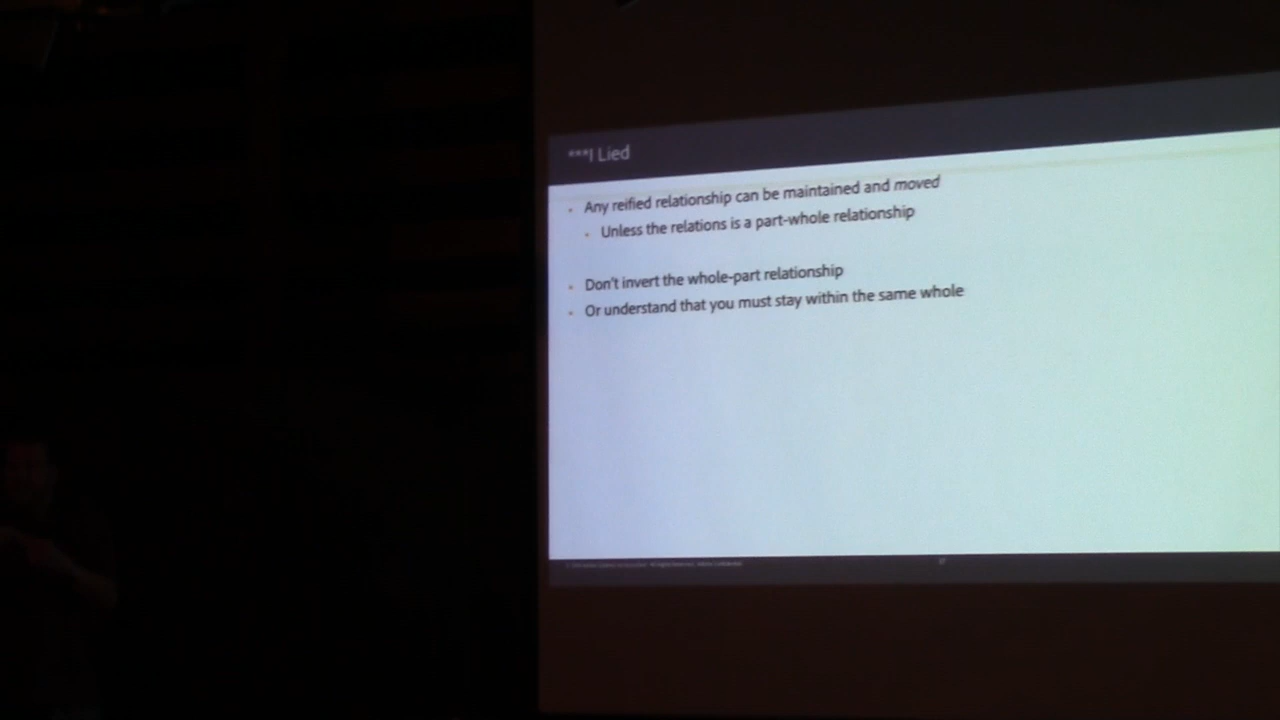 ***I Lied
Any reified relationship can be maintained and moved
Unless the relations is a part-whole relationship
Don't invert the whole-part relationship
Or understand that you must stay within the same whole